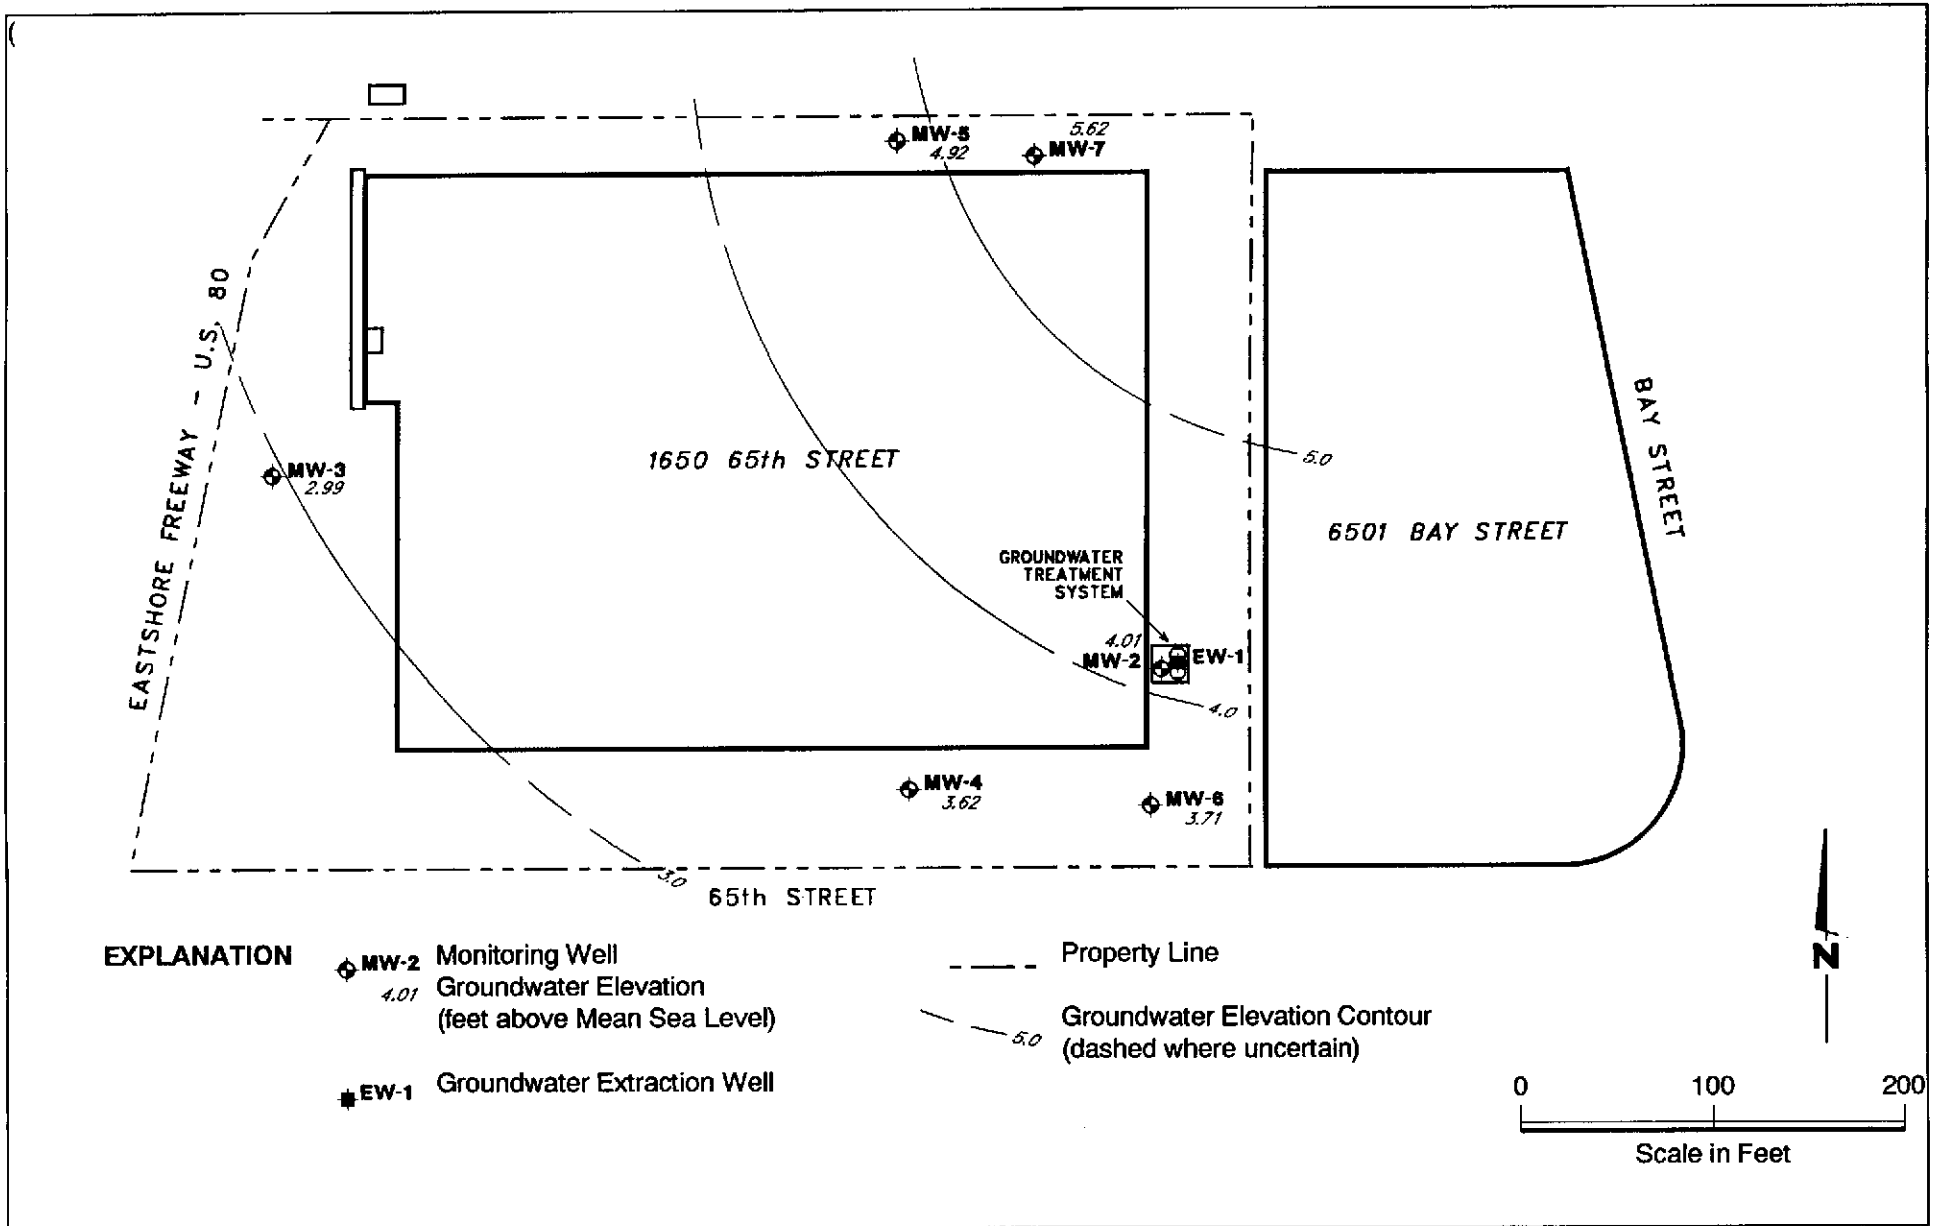 MW-5
4.92
5.62
MW-7
EASTSHORE FREEWAY - U.S. 80
MW-3
2.99
1650 65th STREET
5.0
BAY STREET
6501 BAY STREET
GROUNDWATER
TREATMENT
SYSTEM
4.01
MW-2
EW-1
4.0
MW-4
3.62
MW-6
3.71
3.0
65th STREET
EXPLANATION
MW-2 Monitoring Well
4.01 Groundwater Elevation
(feet above Mean Sea Level)
EW-1 Groundwater Extraction Well
Property Line
5.0 Groundwater Elevation Contour
(dashed where uncertain)
N
0 100 200
Scale in Feet